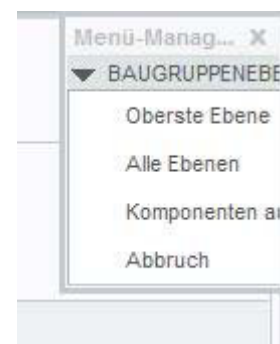 Menü-Manag... X
BAUGRUPPENEBE
Oberste Ebene
Alle Ebenen
Komponenten au
Abbruch